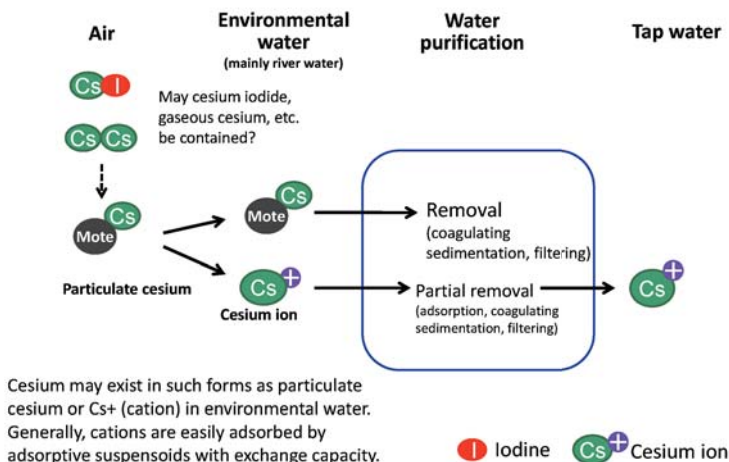 Air
Environmental
water
(mainly river water)
Water
purification
Tap water
Cs I
Cs Cs
May cesium iodide,
gaseous cesium, etc.
be contained?
Cs
Mote
Particulate cesium
Cs
Mote
Cs +
Cesium ion
Removal
(coagulating
sedimentation, filtering)
Partial removal
(adsorption, coagulating
sedimentation, filtering)
Cs +
Cesium may exist in such forms as particulate
cesium or Cs+ (cation) in environmental water.
Generally, cations are easily adsorbed by
adsorptive suspensoids with exchange capacity.
I Iodine Cs + Cesium ion